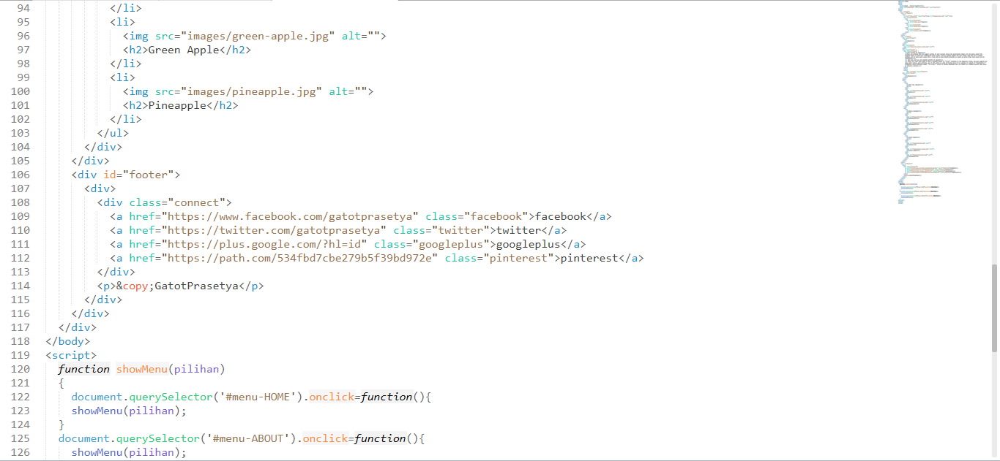 94 </li>
95 <li>
96 <img src="images/green-apple.jpg" alt="">
97 <h2>Green Apple</h2>
98 </li>
99 <li>
100 <img src="images/pineapple.jpg" alt="">
101 <h2>Pineapple</h2>
102 </li>
103 </ul>
104 </div>
105 </div>
106 <div id="footer">
107 <div>
108 <div class="connect">
109 <a href="https://www.facebook.com/gatotprasetya" class="facebook">facebook</a>
110 <a href="https://twitter.com/gatotprasetya" class="twitter">twitter</a>
111 <a href="https://plus.google.com/?hl=id" class="googleplus">googleplus</a>
112 <a href="https://path.com/534fbd7cbe279b5f39bd972e" class="pinterest">pinterest</a>
113 </div>
114 <p>&copy;GatotPrasetya</p>
115 </div>
116 </div>
117 </div>
118 </body>
119 <script>
120 function showMenu(pilihan)
121 {
122 document.querySelector('#menu-HOME').onclick=function(){
123 showMenu(pilihan);
124 }
125 document.querySelector('#menu-ABOUT').onclick=function(){
126 showMenu(pilihan);